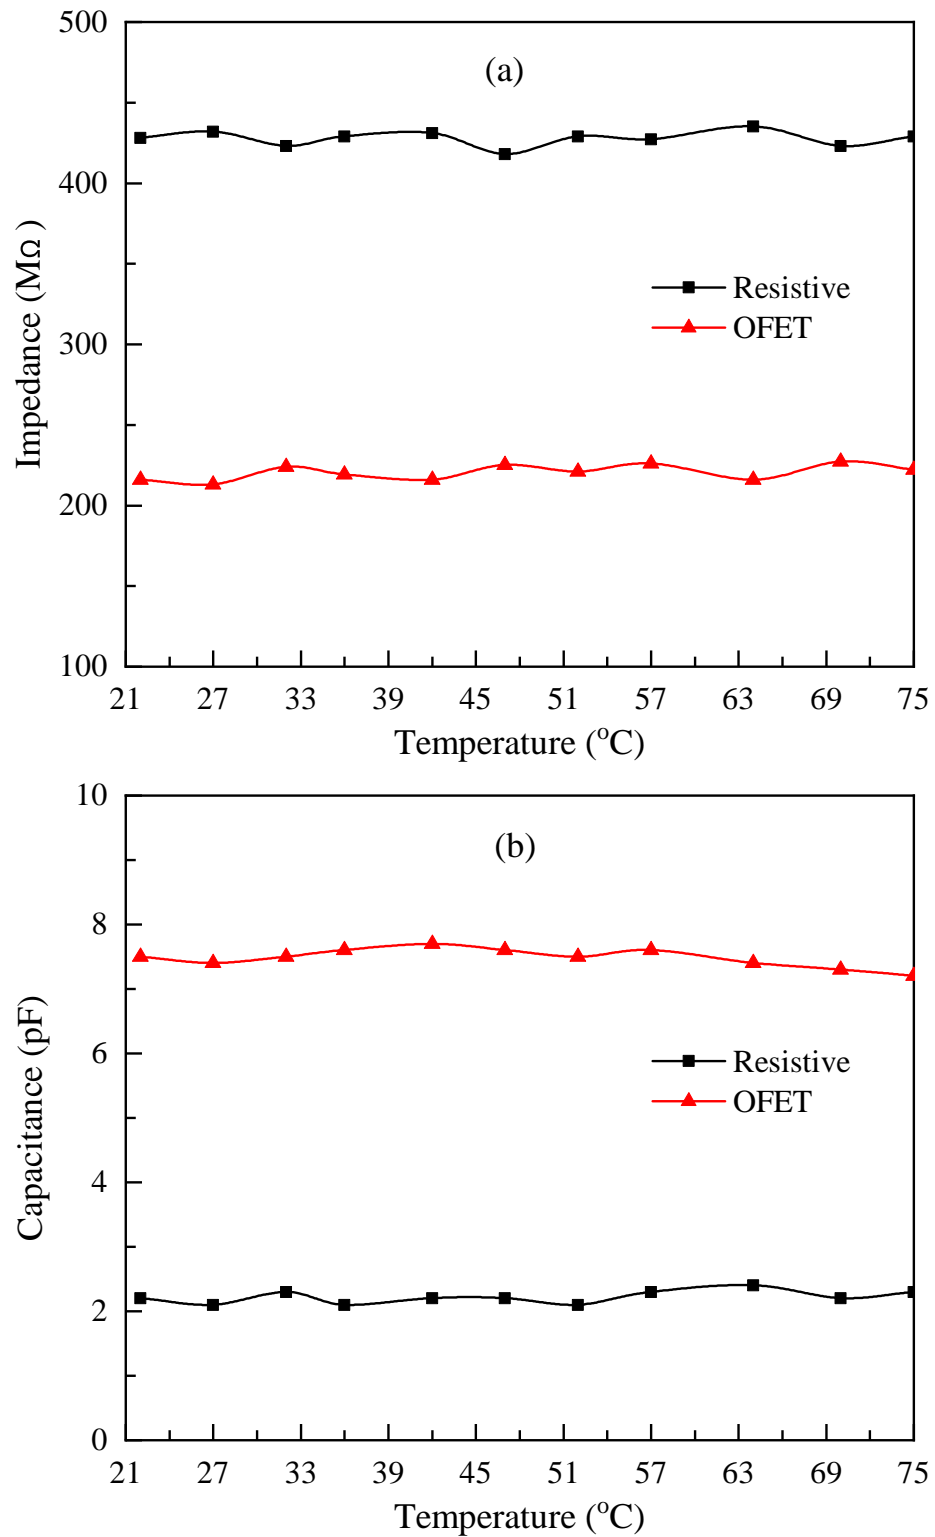 (a)
500
400
300
200
100
Impedance (MΩ )
Resistive
OFET
21 27 33 39 45 51 57 63 69 75
Temperature (°C)
(b)
10
8
6
4
2
0
Capacitance (pF)
Resistive
OFET
21 27 33 39 45 51 57 63 69 75
Temperature (°C)